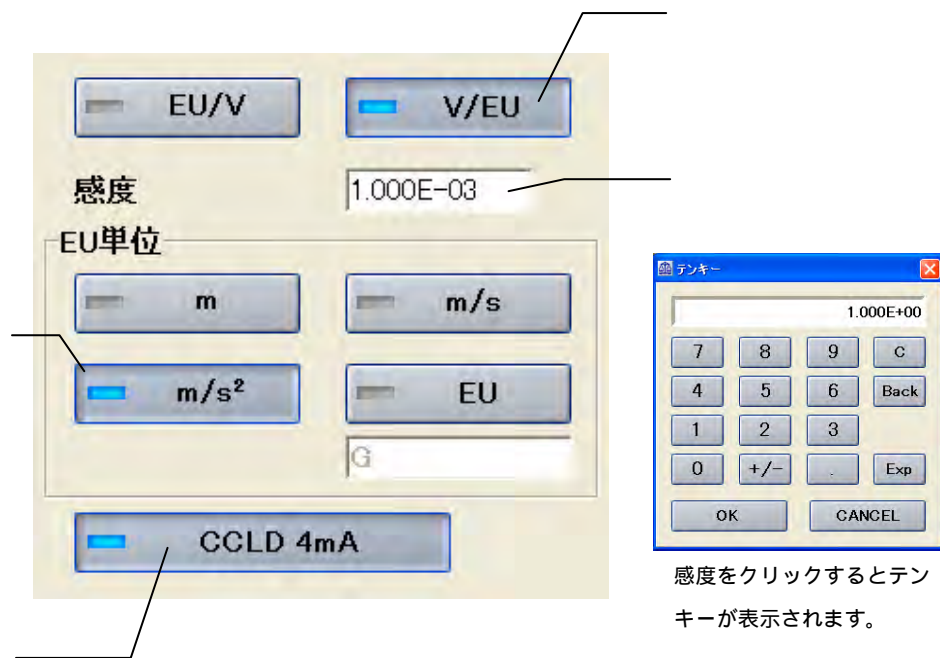 EU/V
V/EU
感度
1.000E-03
EU単位
m
m/s
m/s²
EU
G
CCLD 4mA
テンキー
1.000E+00
7 8 9 C
4 5 6 Back
1 2 3
0 +/- . Exp
OK CANCEL
感度をクリックするとテン
キーが表示されます。